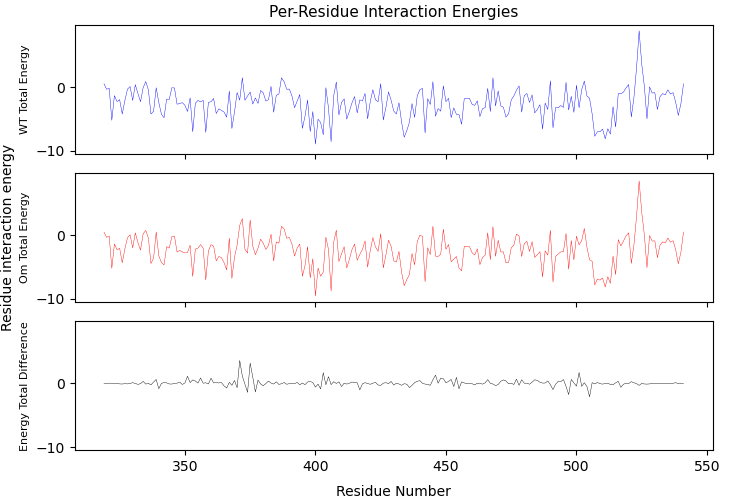 Per-Residue Interaction Energies
Residue interaction energy
WT Total Energy
0
−10
Om Total Energy
0
−10
Energy Total Difference
0
−10
350 400 450 500 550
Residue Number